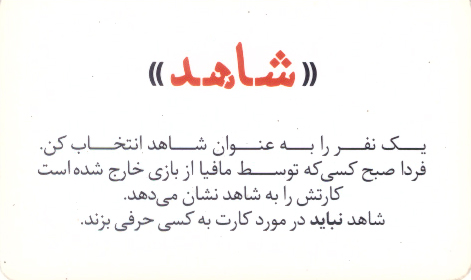 «شاهد»
یک نفر را به عنوان شاهد انتخاب کن.
فردا صبح کسی‌که توسط مافیا از بازی خارج شده است
کارتش را به شاهد نشان می‌دهد.
شاهد نباید در مورد کارت به کسی حرفی بزند.